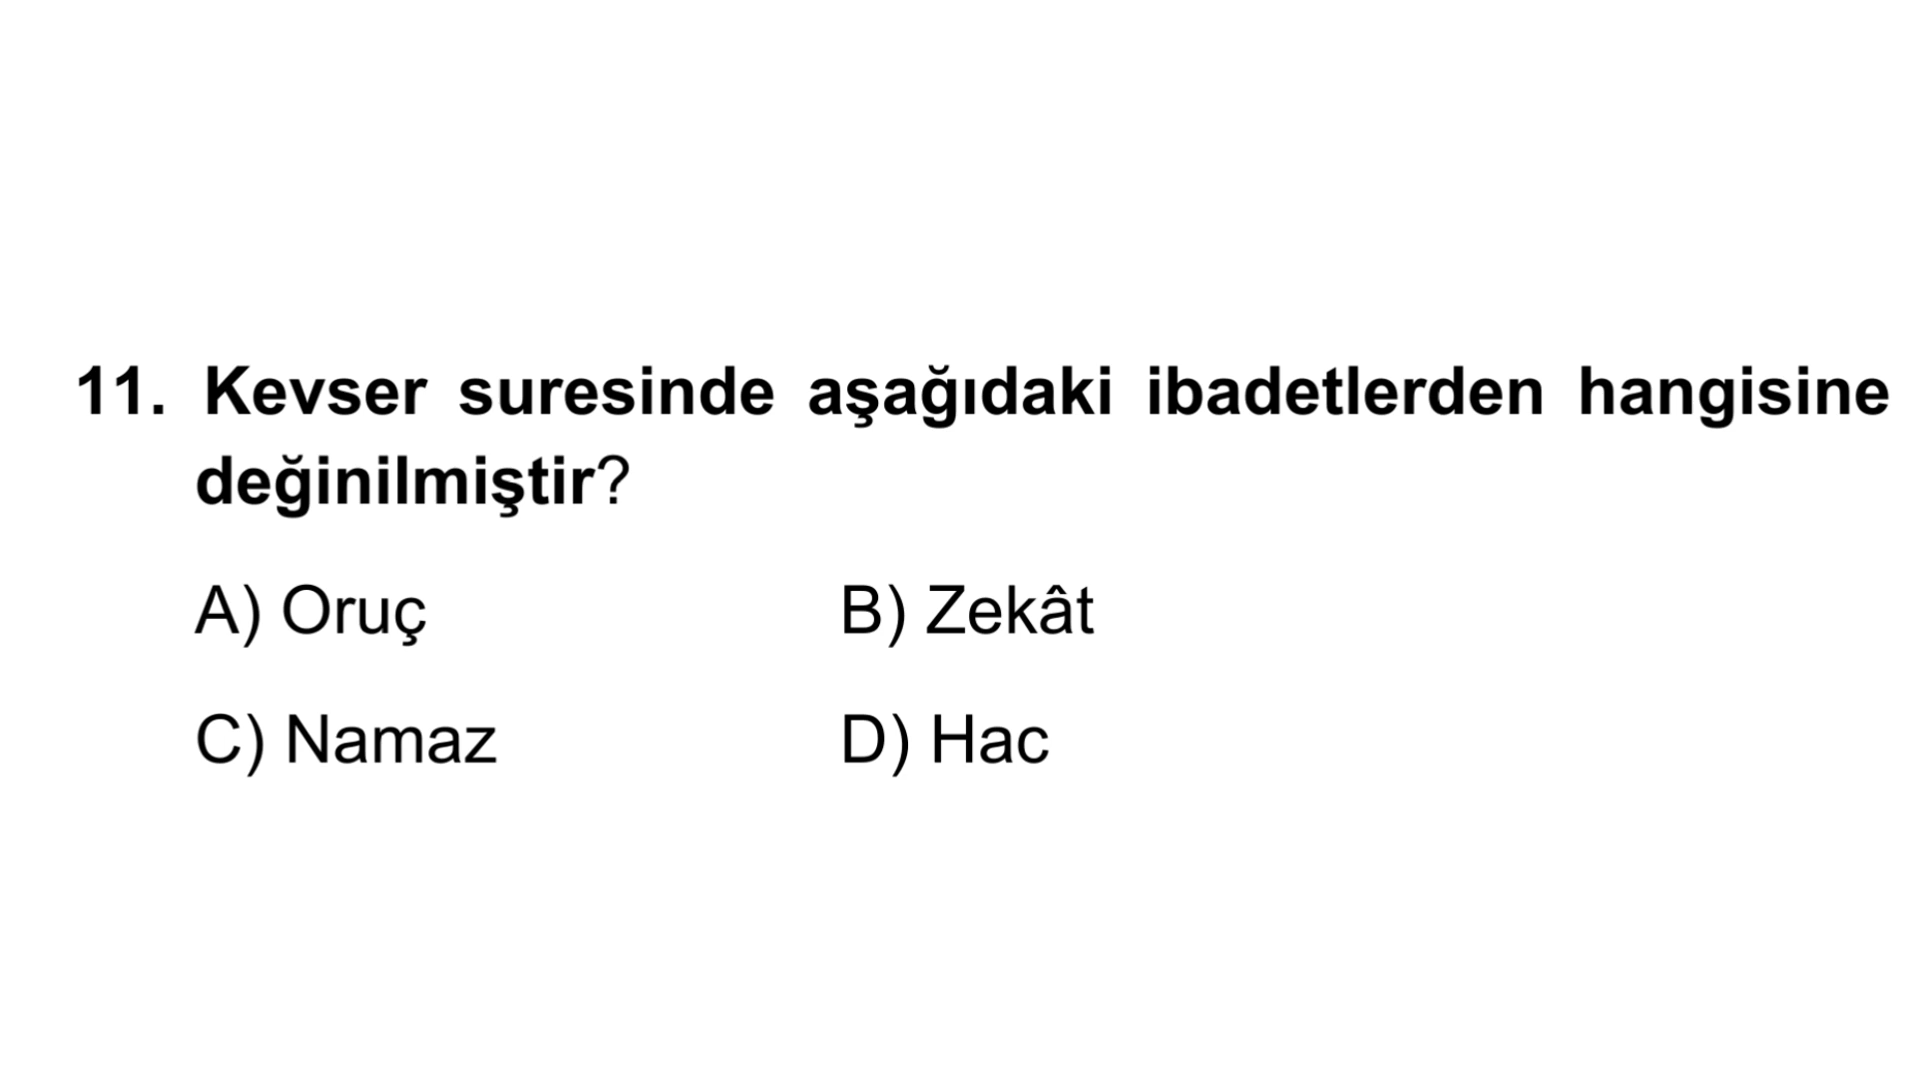 11. Kevser suresinde aşağıdaki ibadetlerden hangisine
değinilmiştir?
A) Oruç B) Zekât
C) Namaz D) Hac